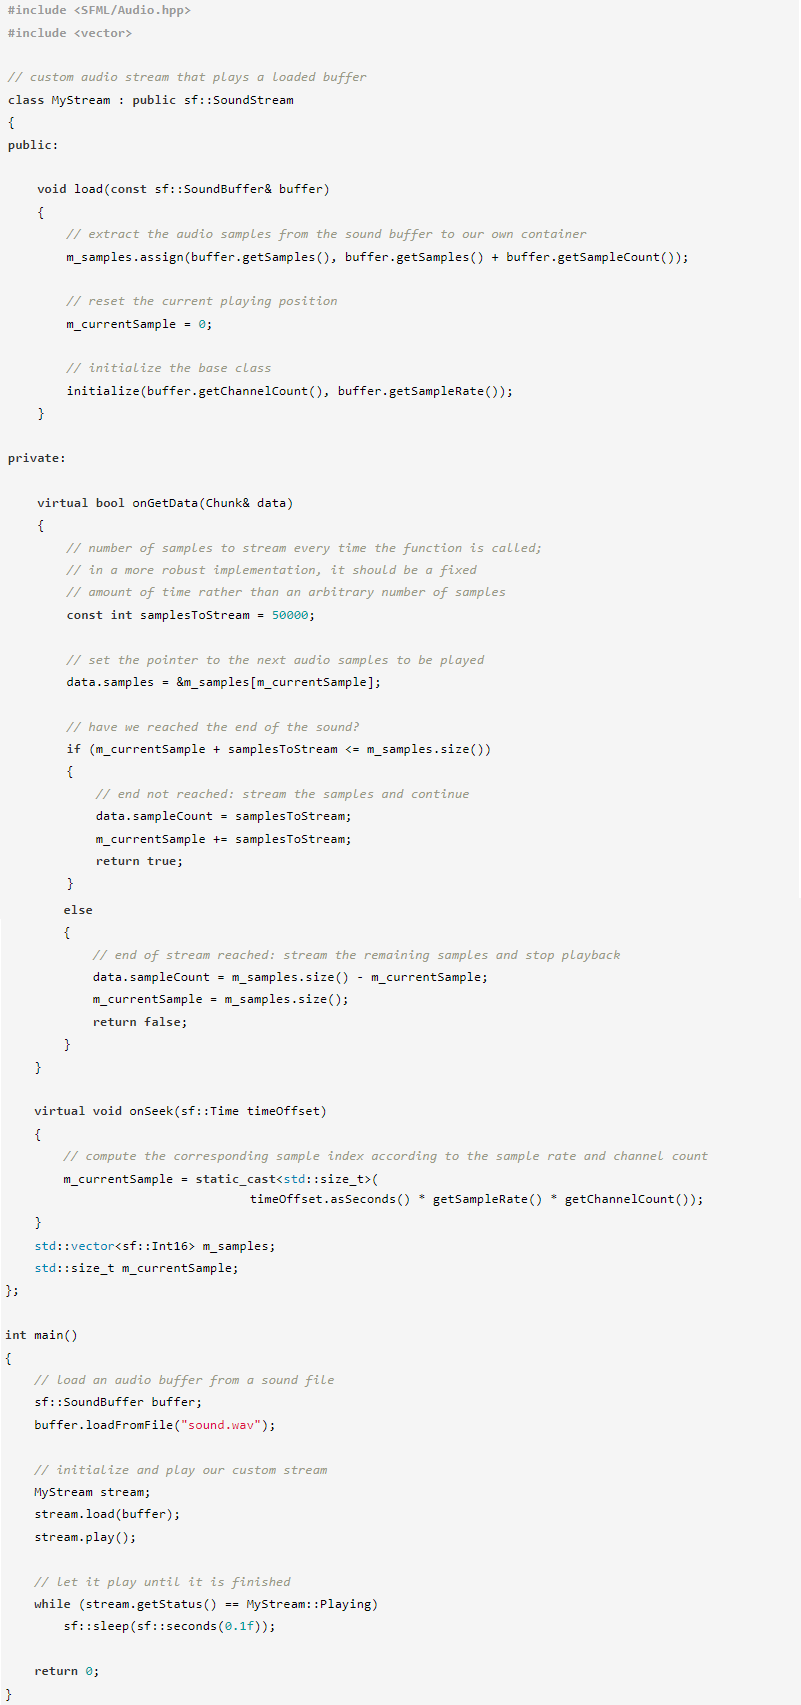 #include <SFML/Audio.hpp>
#include <vector>
// custom audio stream that plays a loaded buffer
class MyStream : public sf::SoundStream
{
public:
void load(const sf::SoundBuffer& buffer)
{
// extract the audio samples from the sound buffer to our own container
m_samples.assign(buffer.getSamples(), buffer.getSamples() + buffer.getSampleCount());
// reset the current playing position
m_currentSample = 0;
// initialize the base class
initialize(buffer.getChannelCount(), buffer.getSampleRate());
}
private:
virtual bool onGetData(Chunk& data)
{
// number of samples to stream every time the function is called;
// in a more robust implementation, it should be a fixed
// amount of time rather than an arbitrary number of samples
const int samplesToStream = 50000;
// set the pointer to the next audio samples to be played
data.samples = &m_samples[m_currentSample];
// have we reached the end of the sound?
if (m_currentSample + samplesToStream <= m_samples.size())
{
// end not reached: stream the samples and continue
data.sampleCount = samplesToStream;
m_currentSample += samplesToStream;
return true;
}
else
{
// end of stream reached: stream the remaining samples and stop playback
data.sampleCount = m_samples.size() - m_currentSample;
m_currentSample = m_samples.size();
return false;
}
}
virtual void onSeek(sf::Time timeOffset)
{
// compute the corresponding sample index according to the sample rate and channel count
m_currentSample = static_cast<std::size_t>(
timeOffset.asSeconds() * getSampleRate() * getChannelCount());
}
std::vector<sf::Int16> m_samples;
std::size_t m_currentSample;
};
int main()
{
// load an audio buffer from a sound file
sf::SoundBuffer buffer;
buffer.loadFromFile("sound.wav");
// initialize and play our custom stream
MyStream stream;
stream.load(buffer);
stream.play();
// let it play until it is finished
while (stream.getStatus() == MyStream::Playing)
sf::sleep(sf::seconds(0.1f));
return 0;
}